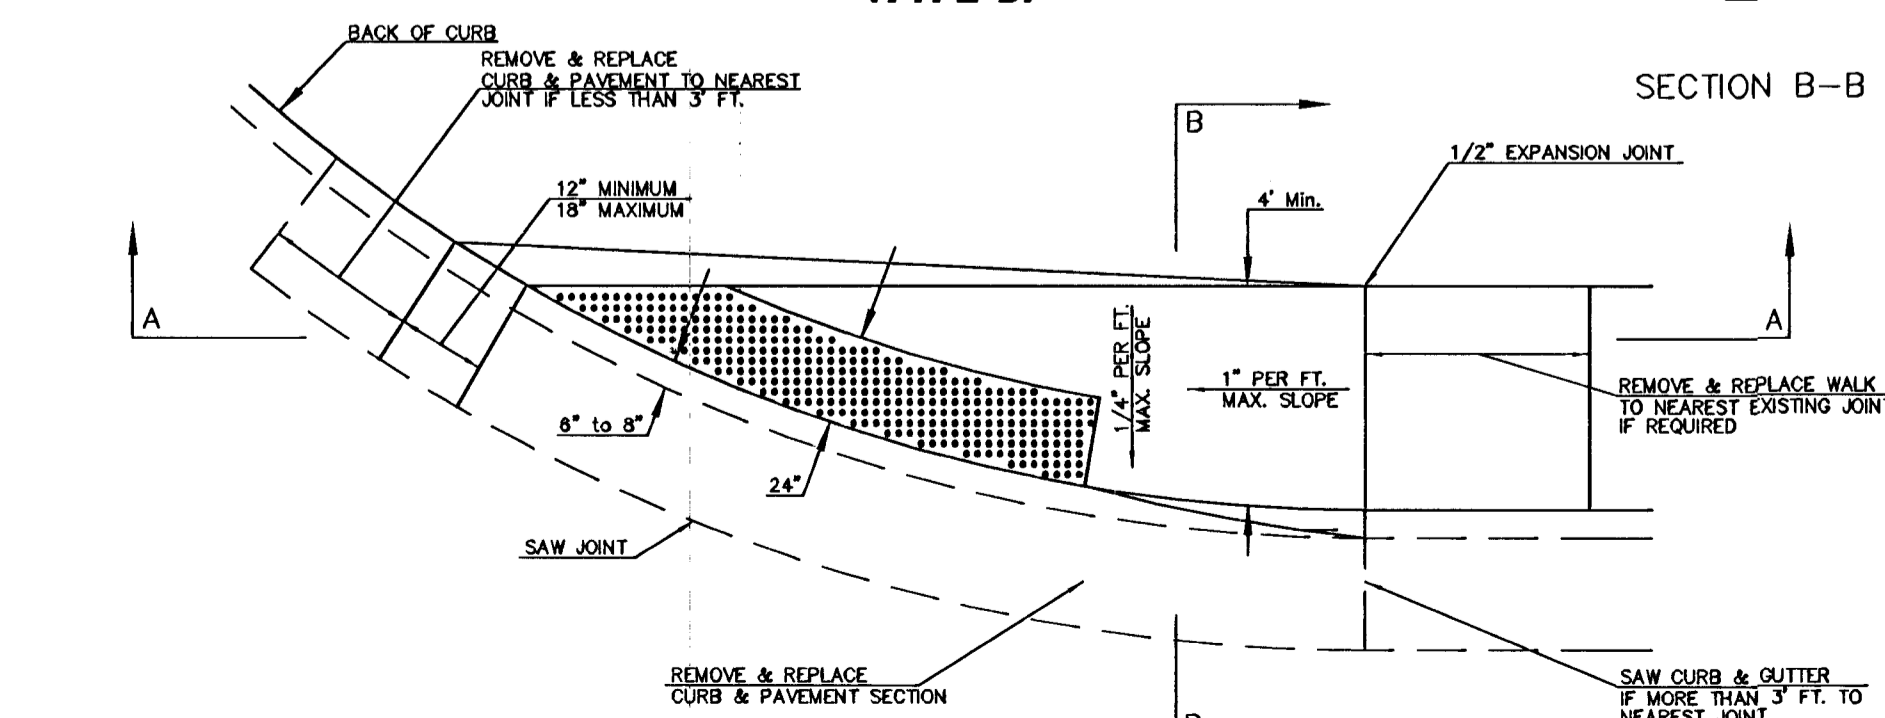 BACK OF CURB
REMOVE & REPLACE
CURB & PAVEMENT TO NEAREST
JOINT IF LESS THAN 3' FT.
SECTION B-B
B
1/2" EXPANSION JOINT
12" MINIMUM
18" MAXIMUM
4' Min.
A
A
1/4" PER FT.
MAX. SLOPE
1" PER FT.
MAX. SLOPE
REMOVE & REPLACE WALK
TO NEAREST EXISTING JOINT
IF REQUIRED
6" to 8"
24"
SAW JOINT
REMOVE & REPLACE
CURB & PAVEMENT SECTION
SAW CURB & GUTTER
IF MORE THAN 3' FT. TO
NEAREST JOINT